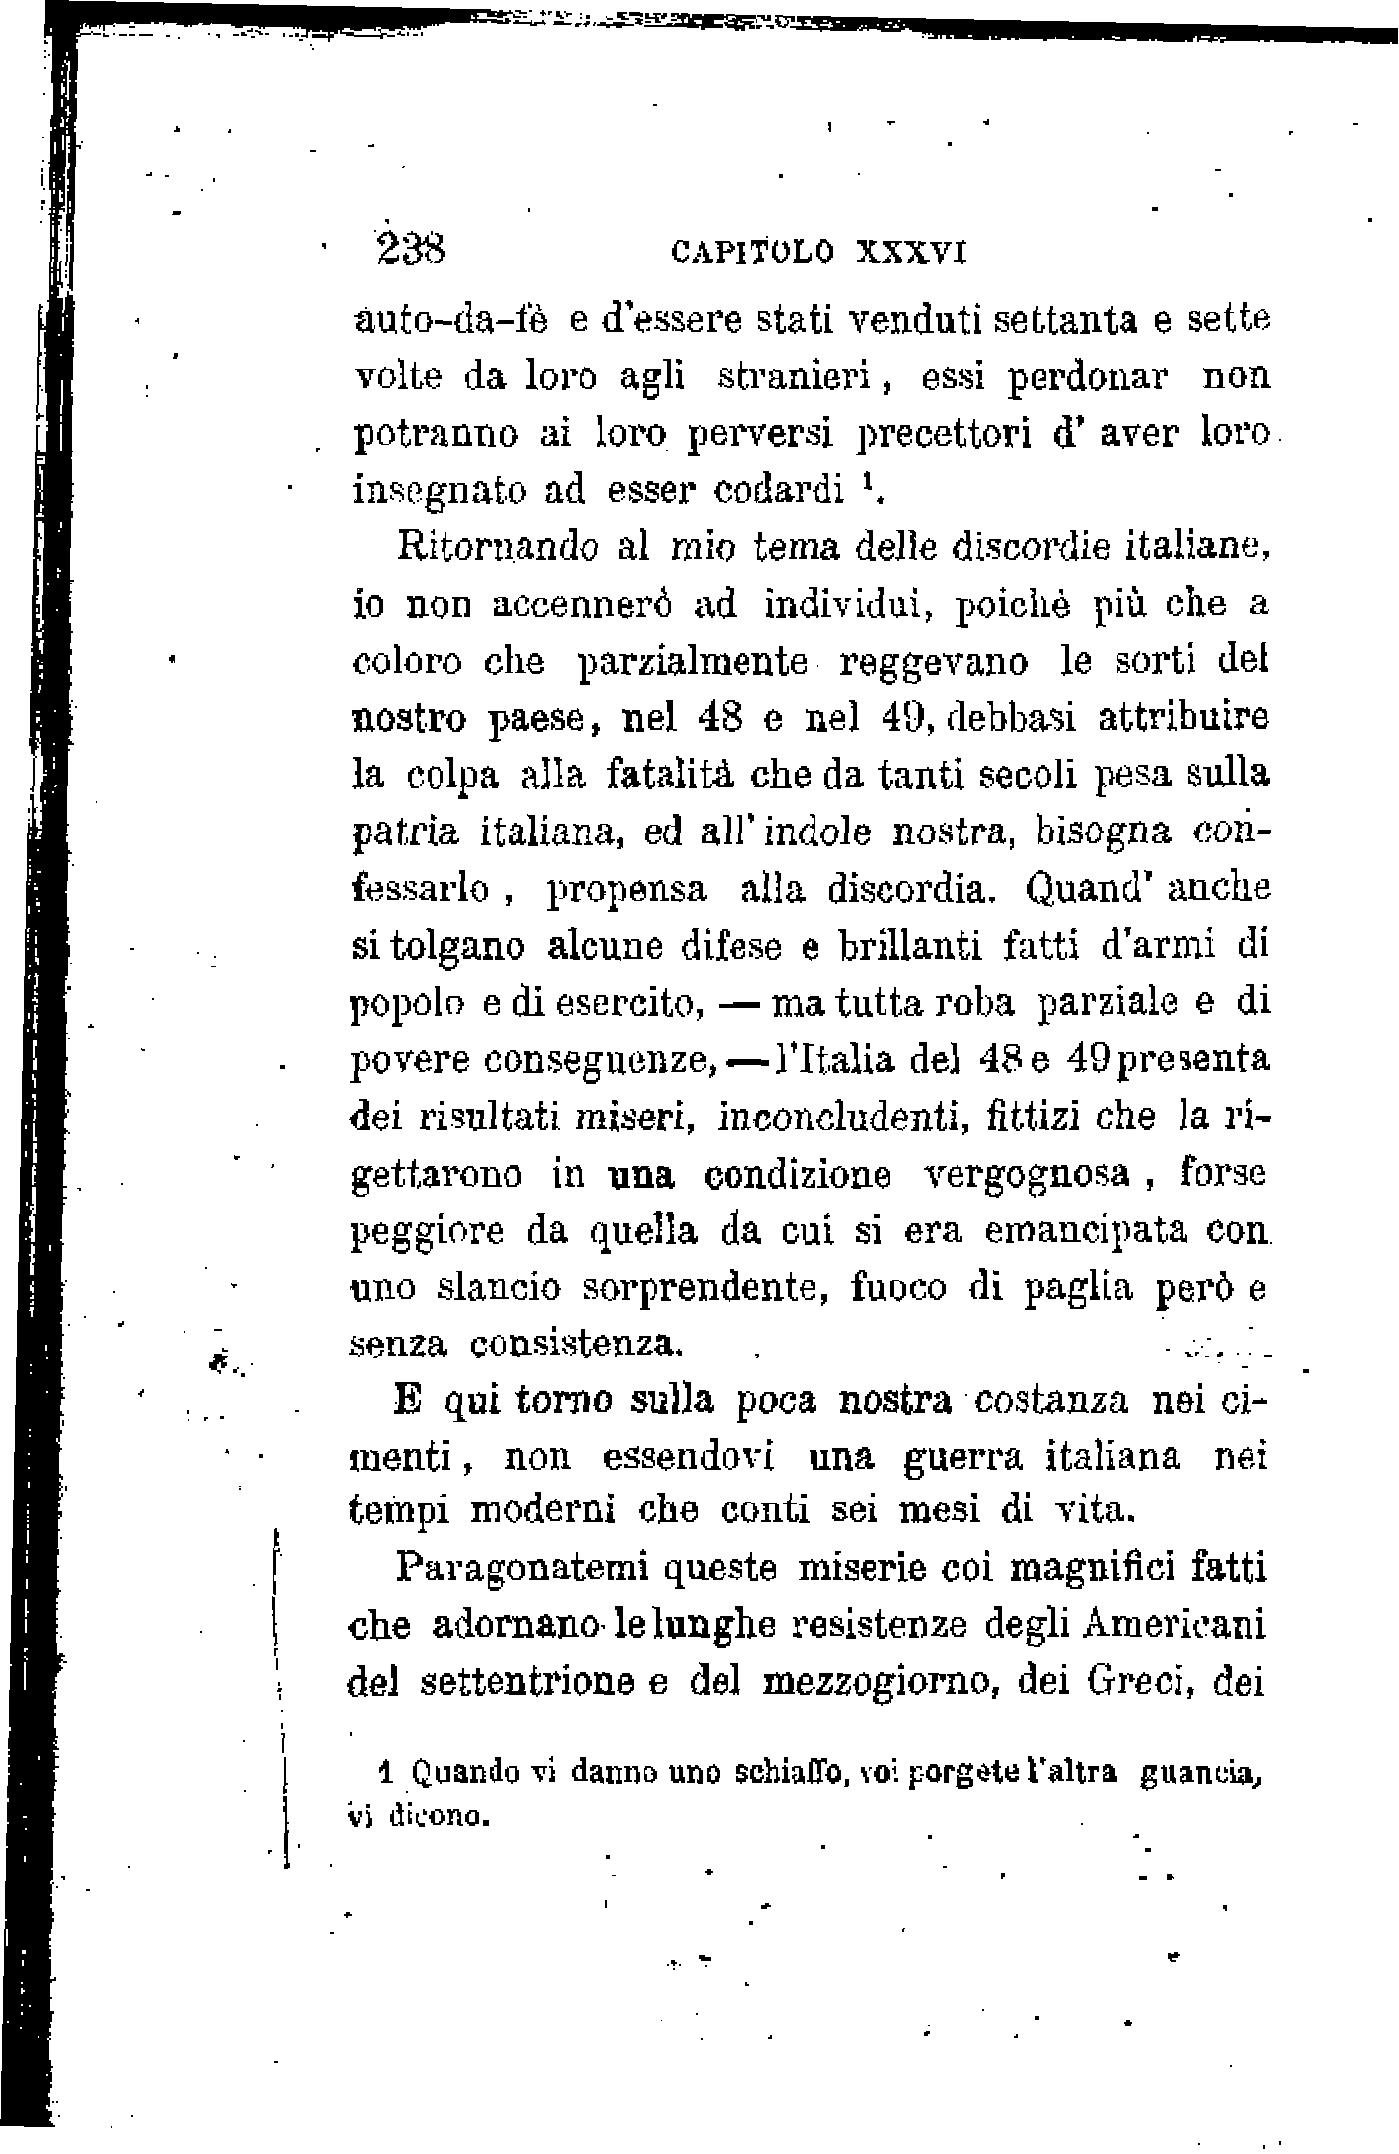 238 CAPITOLO XXXVI
auto-da-fè e d'essere stati venduti settanta e sette
volte da loro agli stranieri, essi perdonar non
potranno ai loro perversi precettori d' aver loro
insegnato ad esser codardi ¹.
Ritornando al mio tema delle discordie italiane,
io non accennerò ad individui, poichè più che a
coloro che parzialmente reggevano le sorti del
nostro paese, nel 48 e nel 49, debbasi attribuire
la colpa alla fatalità che da tanti secoli pesa sulla
patria italiana, ed all' indole nostra, bisogna con-
fessarlo, propensa alla discordia. Quand' anche
si tolgano alcune difese e brillanti fatti d'armi di
popolo e di esercito, — ma tutta roba parziale e di
povere conseguenze, — l'Italia del 48 e 49 presenta
dei risultati miseri, inconcludenti, fittizi che la ri-
gettarono in una condizione vergognosa, forse
peggiore da quella da cui si era emancipata con
uno slancio sorprendente, fuoco di paglia però e
senza consistenza.
E qui torno sulla poca nostra costanza nei ci-
menti, non essendovi una guerra italiana nei
tempi moderni che conti sei mesi di vita.
Paragonatemi queste miserie coi magnifici fatti
che adornano le lunghe resistenze degli Americani
del settentrione e del mezzogiorno, dei Greci, dei
1 Quando vi danno uno schiaffo, voi porgete l'altra guancia,
vi dicono.